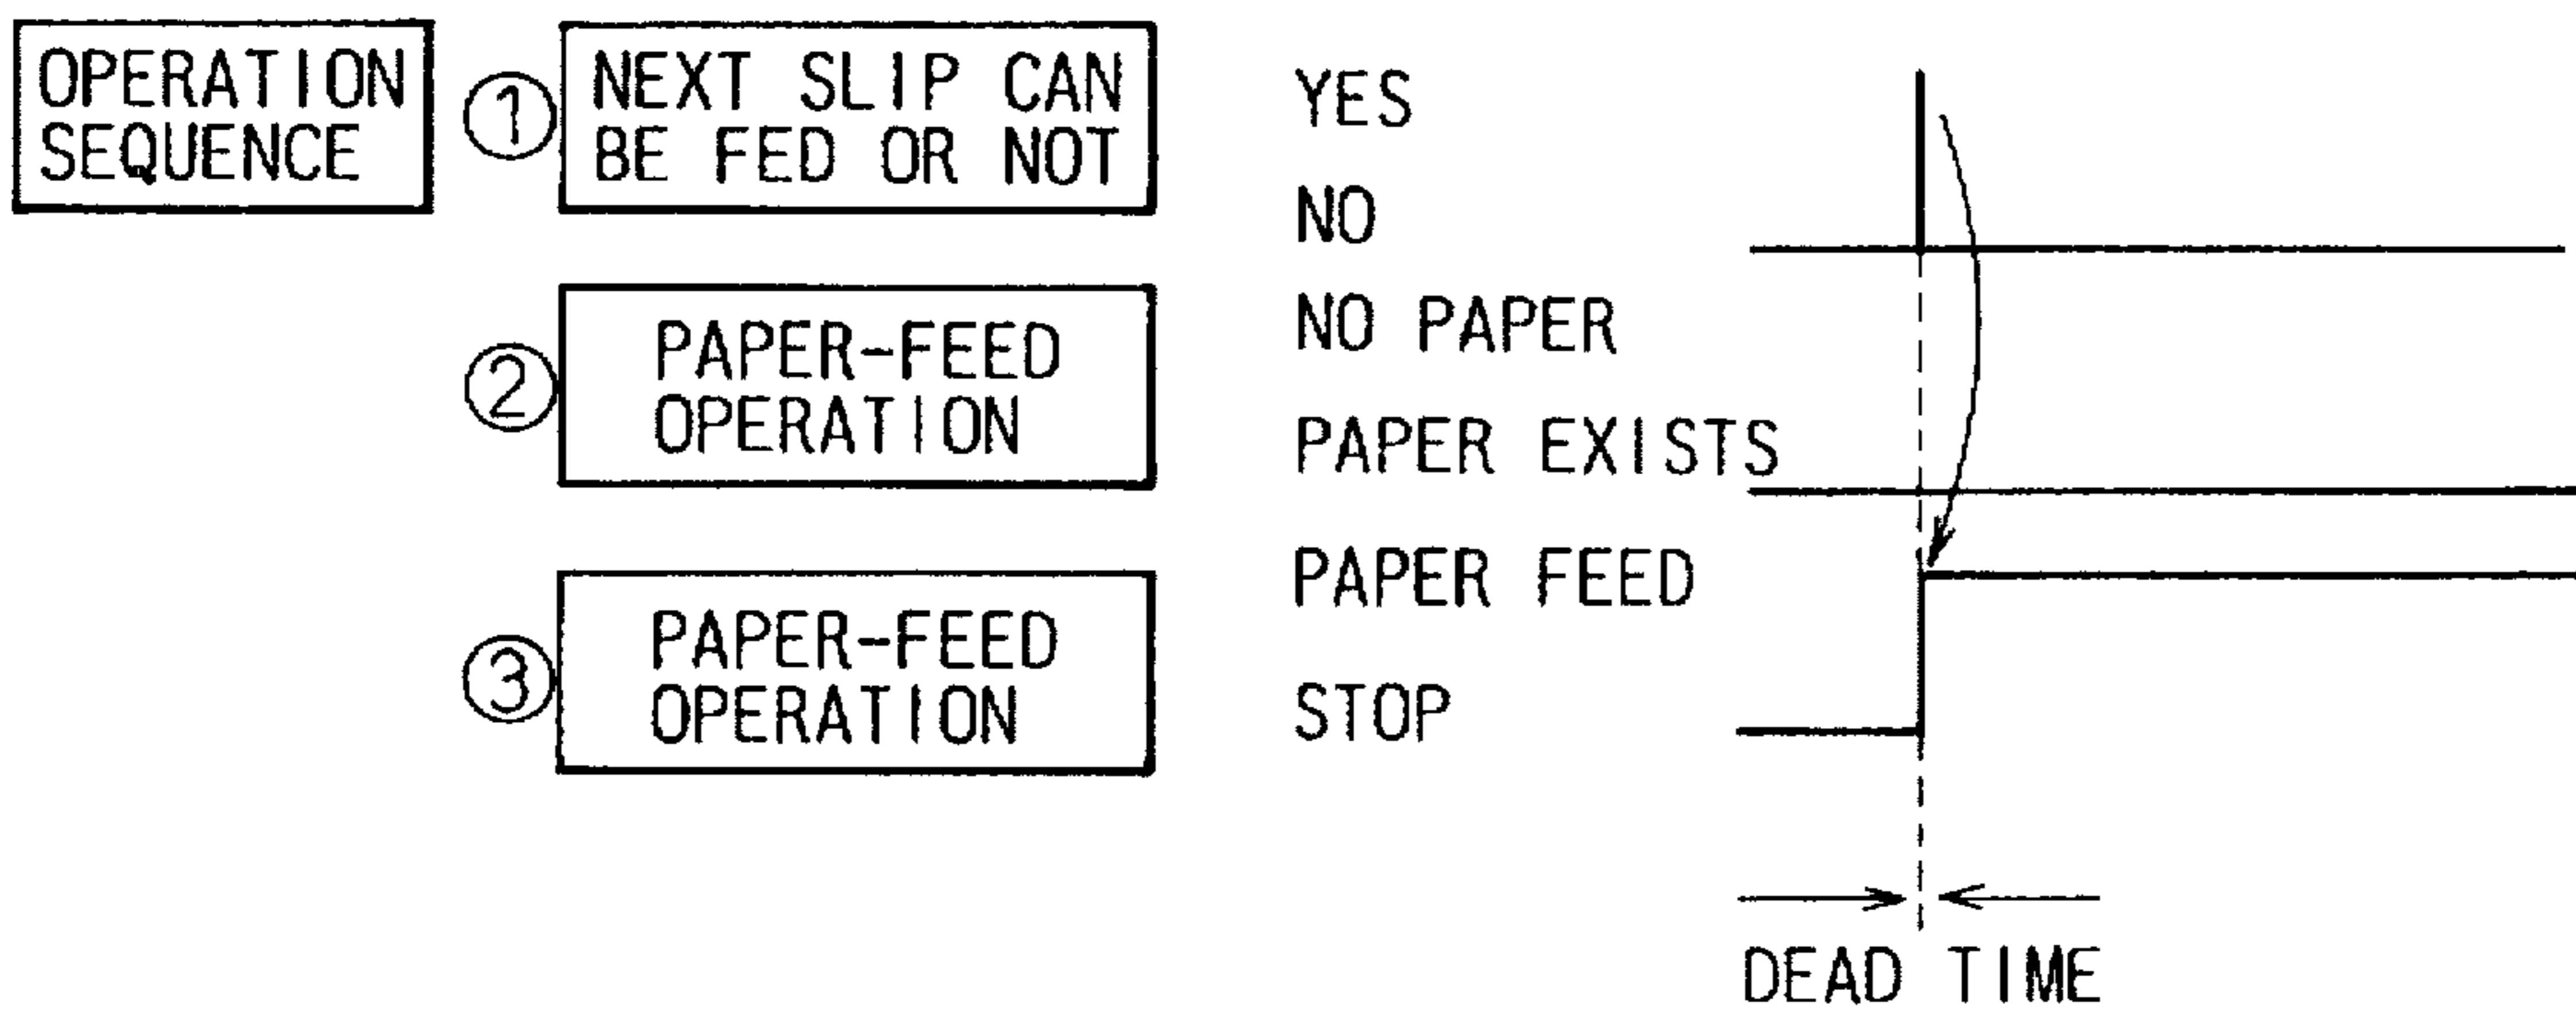 OPERATION
SEQUENCE
① NEXT SLIP CAN
BE FED OR NOT
YES
NO
② PAPER-FEED
OPERATION
NO PAPER
PAPER EXISTS
③ PAPER-FEED
OPERATION
PAPER FEED
STOP
DEAD TIME